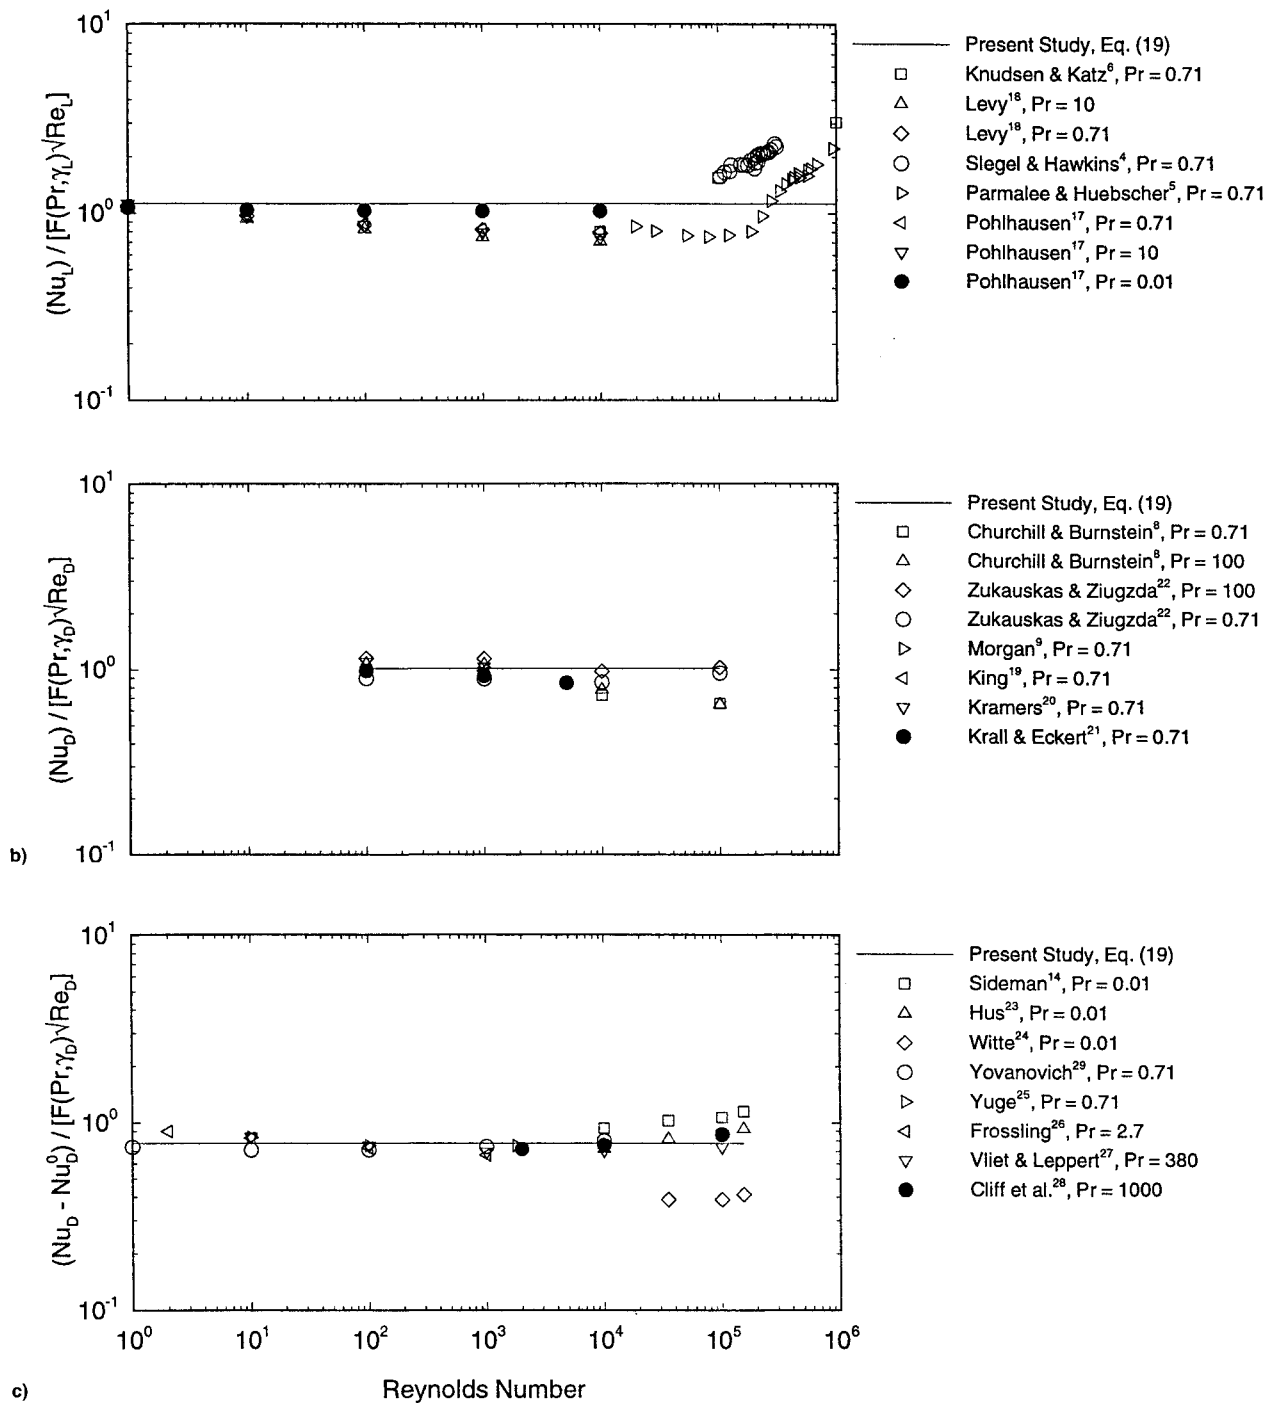 10¹
10⁰
10⁻¹
(Nu_L) / [F(Pr,γ_L)√Re_L]
Present Study, Eq. (19)
Knudsen & Katz⁶, Pr = 0.71
Levy¹⁸, Pr = 10
Levy¹⁸, Pr = 0.71
Siegel & Hawkins⁴, Pr = 0.71
Parmalee & Huebscher⁵, Pr = 0.71
Pohlhausen¹⁷, Pr = 0.71
Pohlhausen¹⁷, Pr = 10
Pohlhausen¹⁷, Pr = 0.01
10¹
10⁰
10⁻¹
(Nu_D) / [F(Pr,γ_D)√Re_D]
Present Study, Eq. (19)
Churchill & Burnstein⁸, Pr = 0.71
Churchill & Burnstein⁸, Pr = 100
Zukauskas & Ziugzda²², Pr = 100
Zukauskas & Ziugzda²², Pr = 0.71
Morgan⁹, Pr = 0.71
King¹⁹, Pr = 0.71
Kramers²⁰, Pr = 0.71
Krall & Eckert²¹, Pr = 0.71
b)
10¹
10⁰
10⁻¹
(Nu_D - Nu_D⁰) / [F(Pr,γ_D)√Re_D]
Present Study, Eq. (19)
Sideman¹⁴, Pr = 0.01
Hus²³, Pr = 0.01
Witte²⁴, Pr = 0.01
Yovanovich²⁹, Pr = 0.71
Yuge²⁵, Pr = 0.71
Frossling²⁶, Pr = 2.7
Vliet & Leppert²⁷, Pr = 380
Cliff et al.²⁸, Pr = 1000
10⁰ 10¹ 10² 10³ 10⁴ 10⁵ 10⁶
c)
Reynolds Number